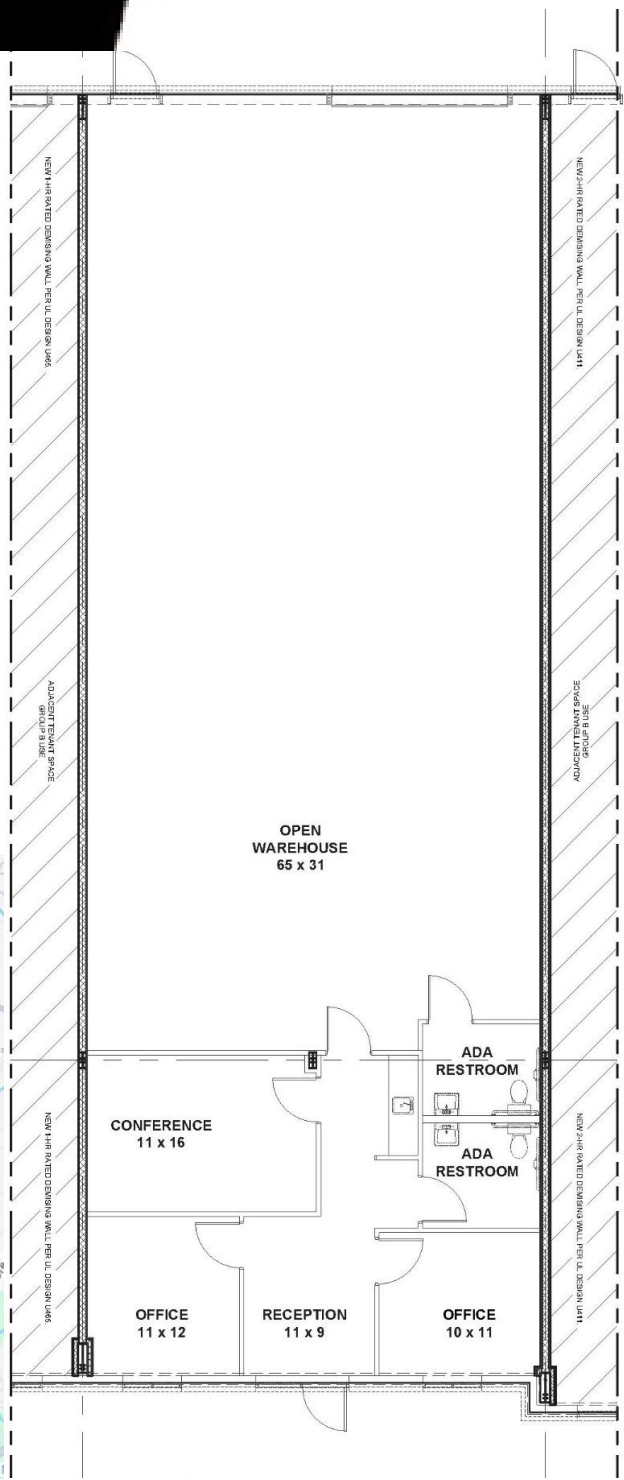 NEW 1-HR RATED DEMISING WALL PER UL DESIGN U465.
NEW 2-HR RATED DEMISING WALL PER UL DESIGN U411.
ADJACENT TENANT SPACE
GROUP B USE
ADJACENT TENANT SPACE
GROUP B USE
OPEN
WAREHOUSE
65 x 31
ADA
RESTROOM
CONFERENCE
11 x 16
ADA
RESTROOM
NEW 1-HR RATED DEMISING WALL PER UL DESIGN U465.
NEW 2-HR RATED DEMISING WALL PER UL DESIGN U411.
OFFICE
11 x 12
RECEPTION
11 x 9
OFFICE
10 x 11